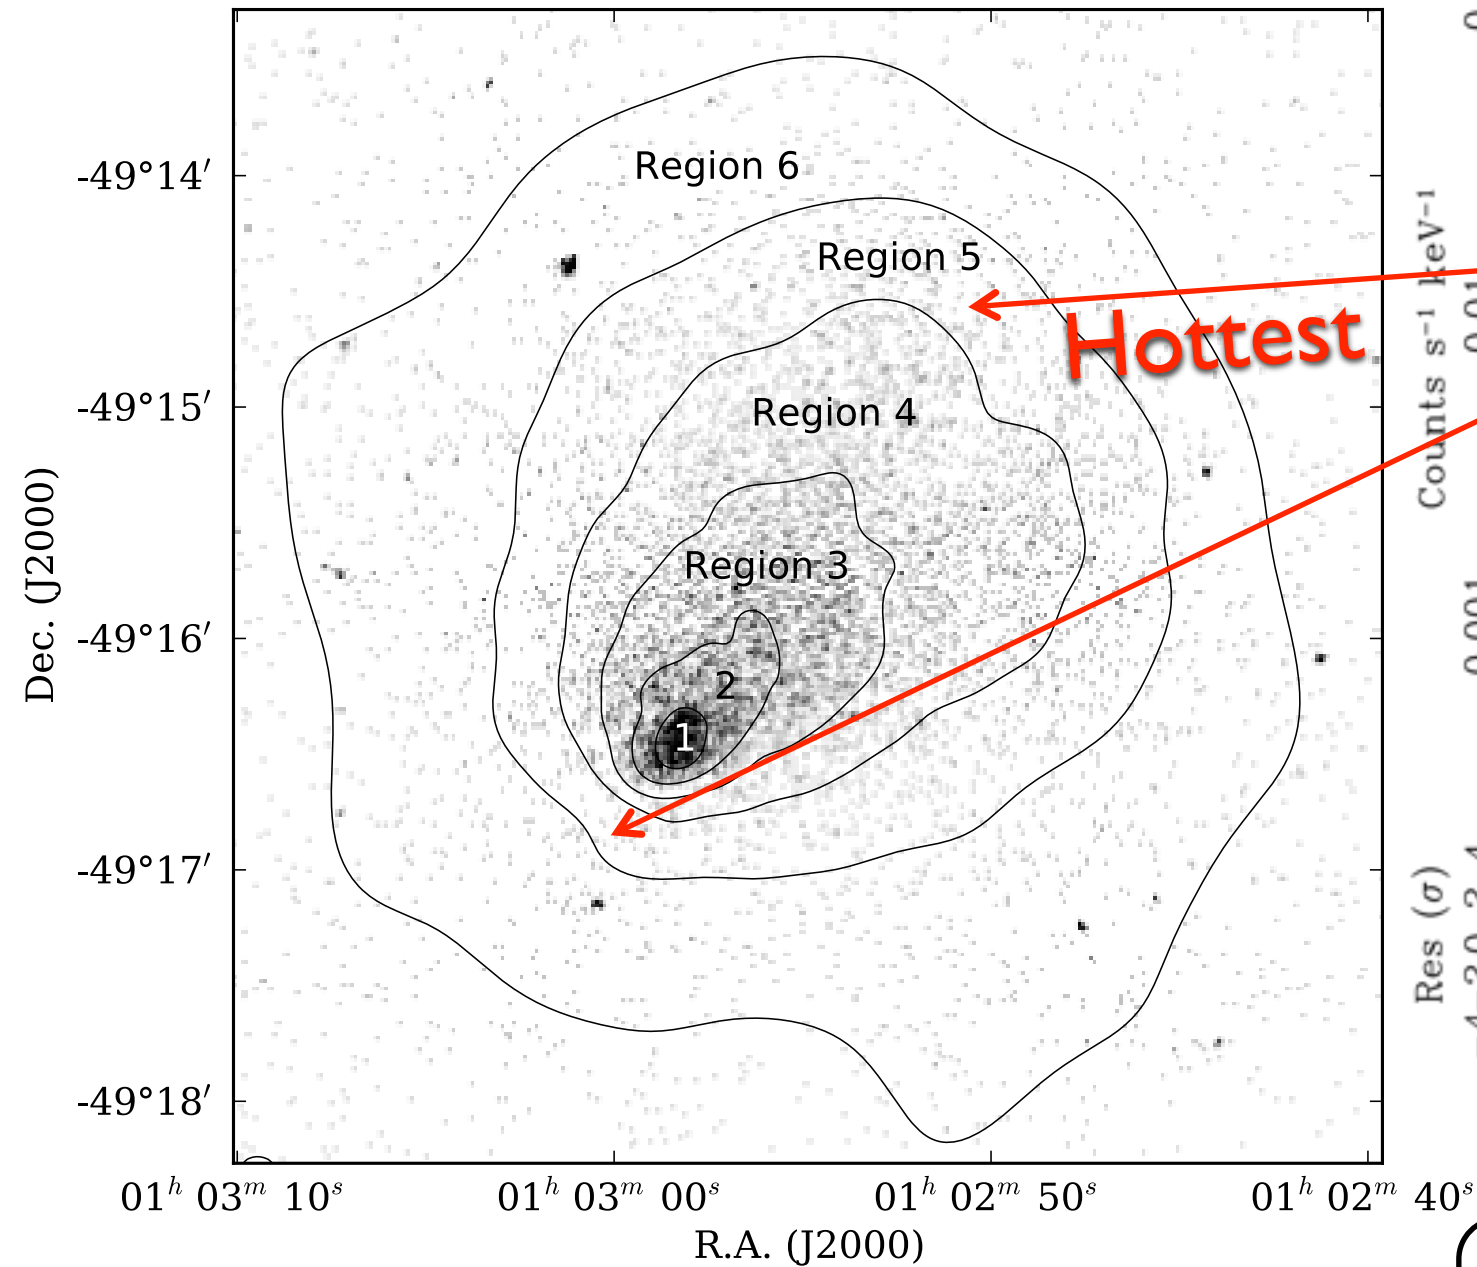 Region 6
Region 5
Hottest
Region 4
Region 3
2
1
-49°14′
-49°15′
-49°16′
-49°17′
-49°18′
Dec. (J2000)
01ʰ 03ᵐ 10ˢ
01ʰ 03ᵐ 00ˢ
01ʰ 02ᵐ 50ˢ
01ʰ 02ᵐ 40ˢ
R.A. (J2000)
Counts s⁻¹ keV⁻¹
0.001
Res (σ)